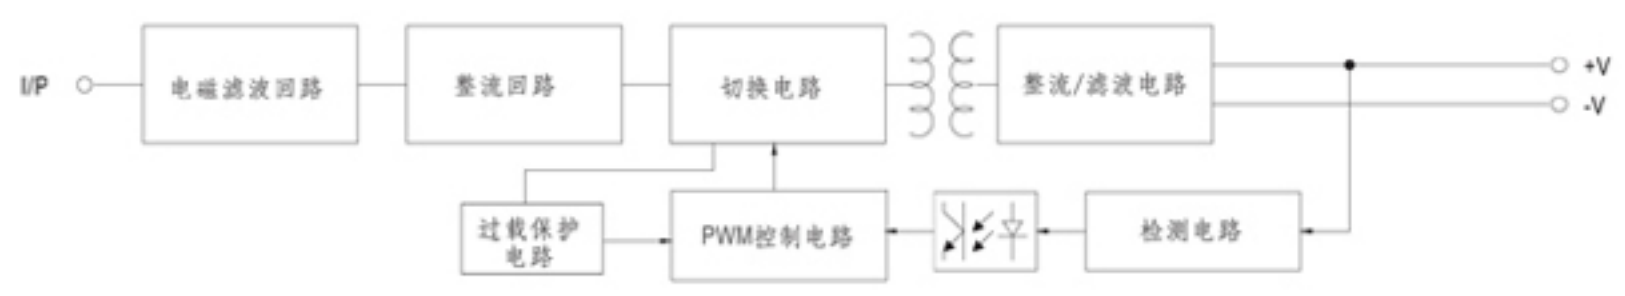 I/P
电磁滤波回路
整流回路
切换电路
整流/滤波电路
+V
-V
过载保护
电路
PWM控制电路
检测电路